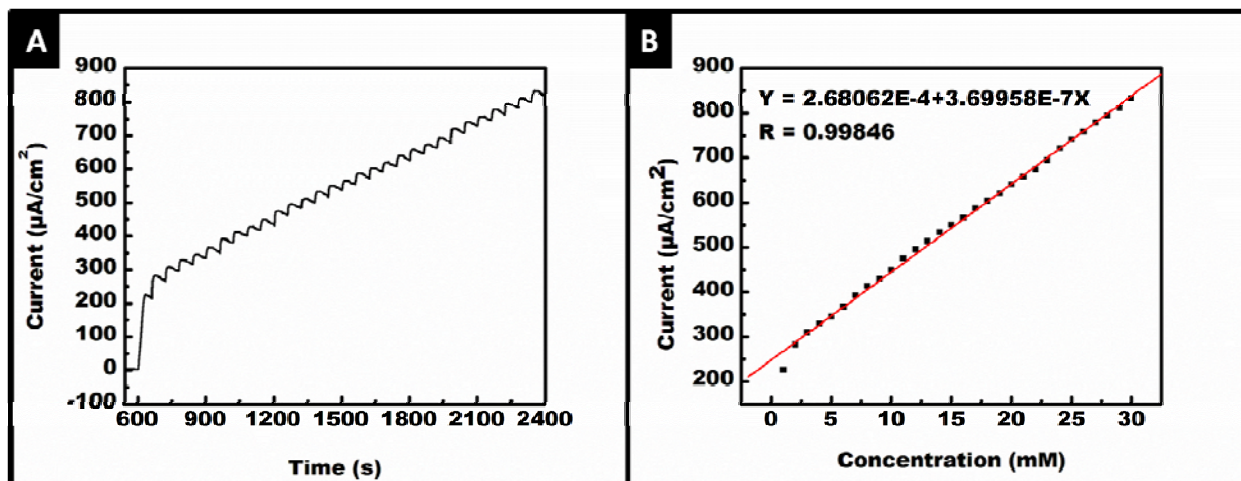 A
900
800
700
600
500
400
300
200
100
0
-100
600 900 1200 1500 1800 2100 2400
Current (µA/cm²)
Time (s)
B
Y = 2.68062E-4+3.69958E-7X
R = 0.99846
900
800
700
600
500
400
300
200
0 5 10 15 20 25 30
Current (µA/cm²)
Concentration (mM)